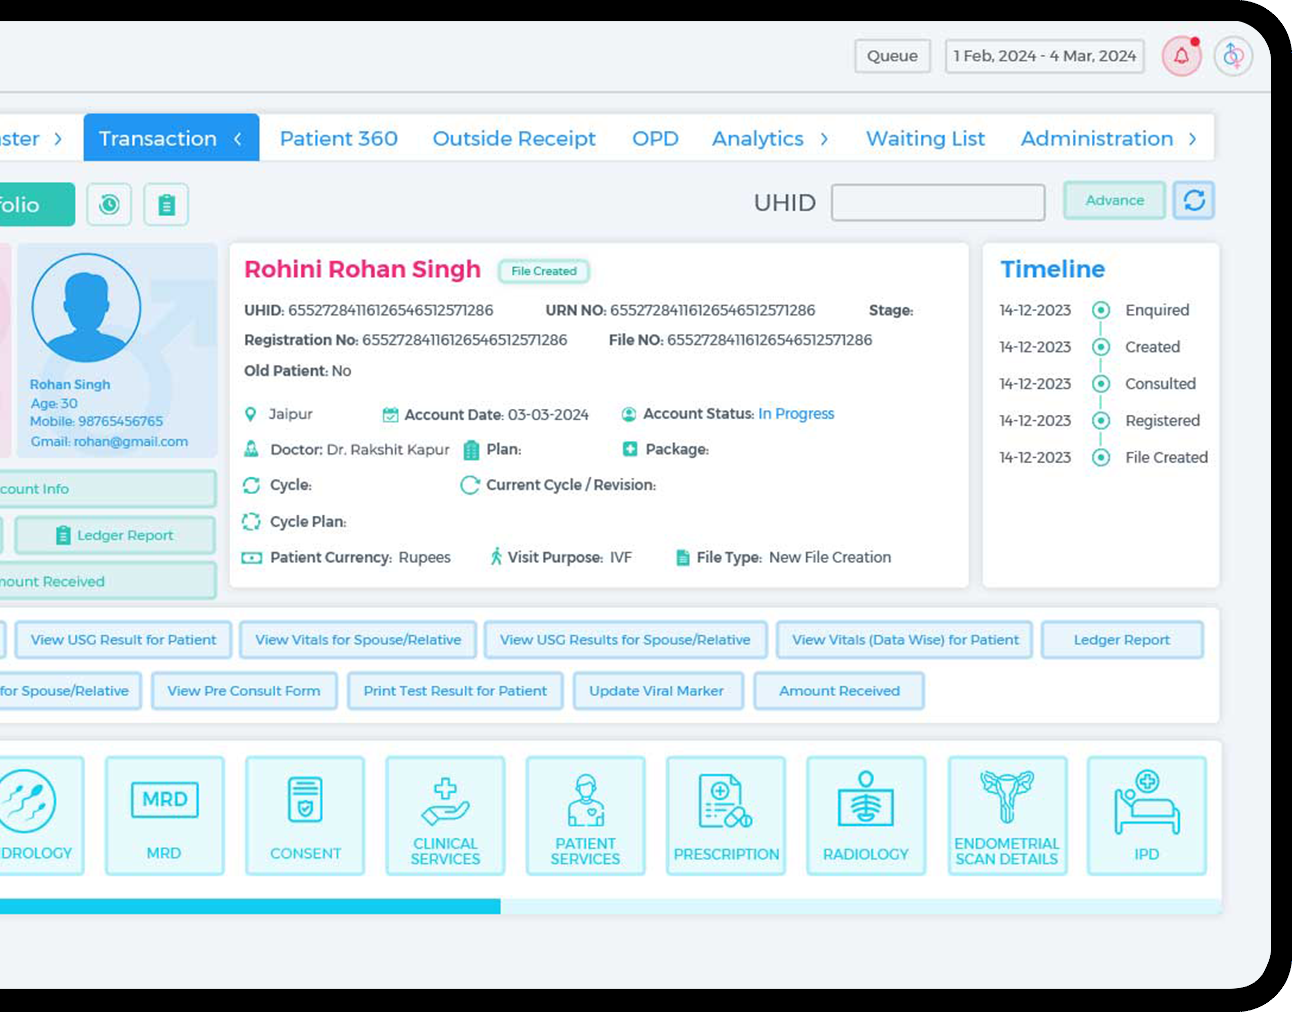 Queue 1 Feb, 2024 - 4 Mar, 2024
ster Transaction Patient 360 Outside Receipt OPD Analytics Waiting List Administration
olio UHID Advance
Rohan Singh
Age: 30
Mobile: 98765456765
Gmail: rohan@gmail.com
count Info
Ledger Report
mount Received
Rohini Rohan Singh File Created
UHID: 65527284116126546512571286 URN NO: 65527284116126546512571286 Stage:
Registration No: 65527284116126546512571286 File NO: 65527284116126546512571286
Old Patient: No
Jaipur Account Date: 03-03-2024 Account Status: In Progress
Doctor: Dr. Rakshit Kapur Plan: Package:
Cycle: Current Cycle / Revision:
Cycle Plan:
Patient Currency: Rupees Visit Purpose: IVF File Type: New File Creation
Timeline
14-12-2023 Enquired
14-12-2023 Created
14-12-2023 Consulted
14-12-2023 Registered
14-12-2023 File Created
View USG Result for Patient View Vitals for Spouse/Relative View USG Results for Spouse/Relative View Vitals (Data Wise) for Patient Ledger Report
for Spouse/Relative View Pre Consult Form Print Test Result for Patient Update Viral Marker Amount Received
DROLOGY
MRD
MRD
CONSENT
CLINICAL
SERVICES
PATIENT
SERVICES
PRESCRIPTION
RADIOLOGY
ENDOMETRIAL
SCAN DETAILS
IPD